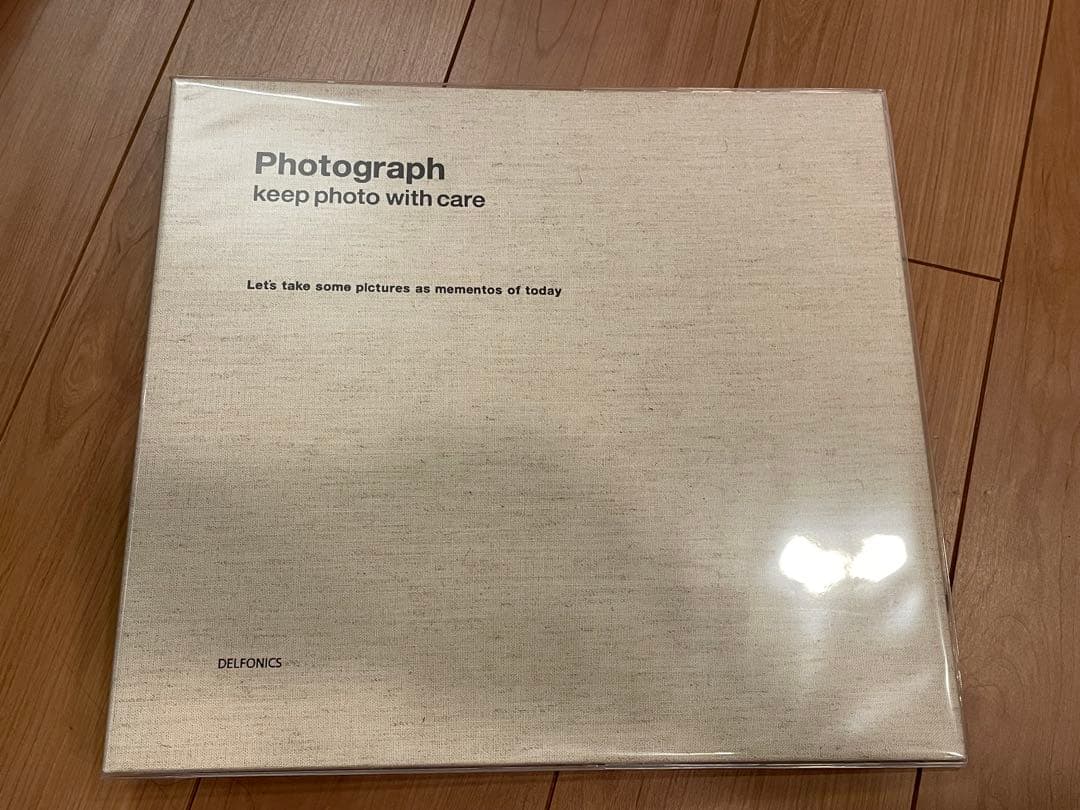 Photograph
keep photo with care
Let's take some pictures as mementos of today
DELFONICS